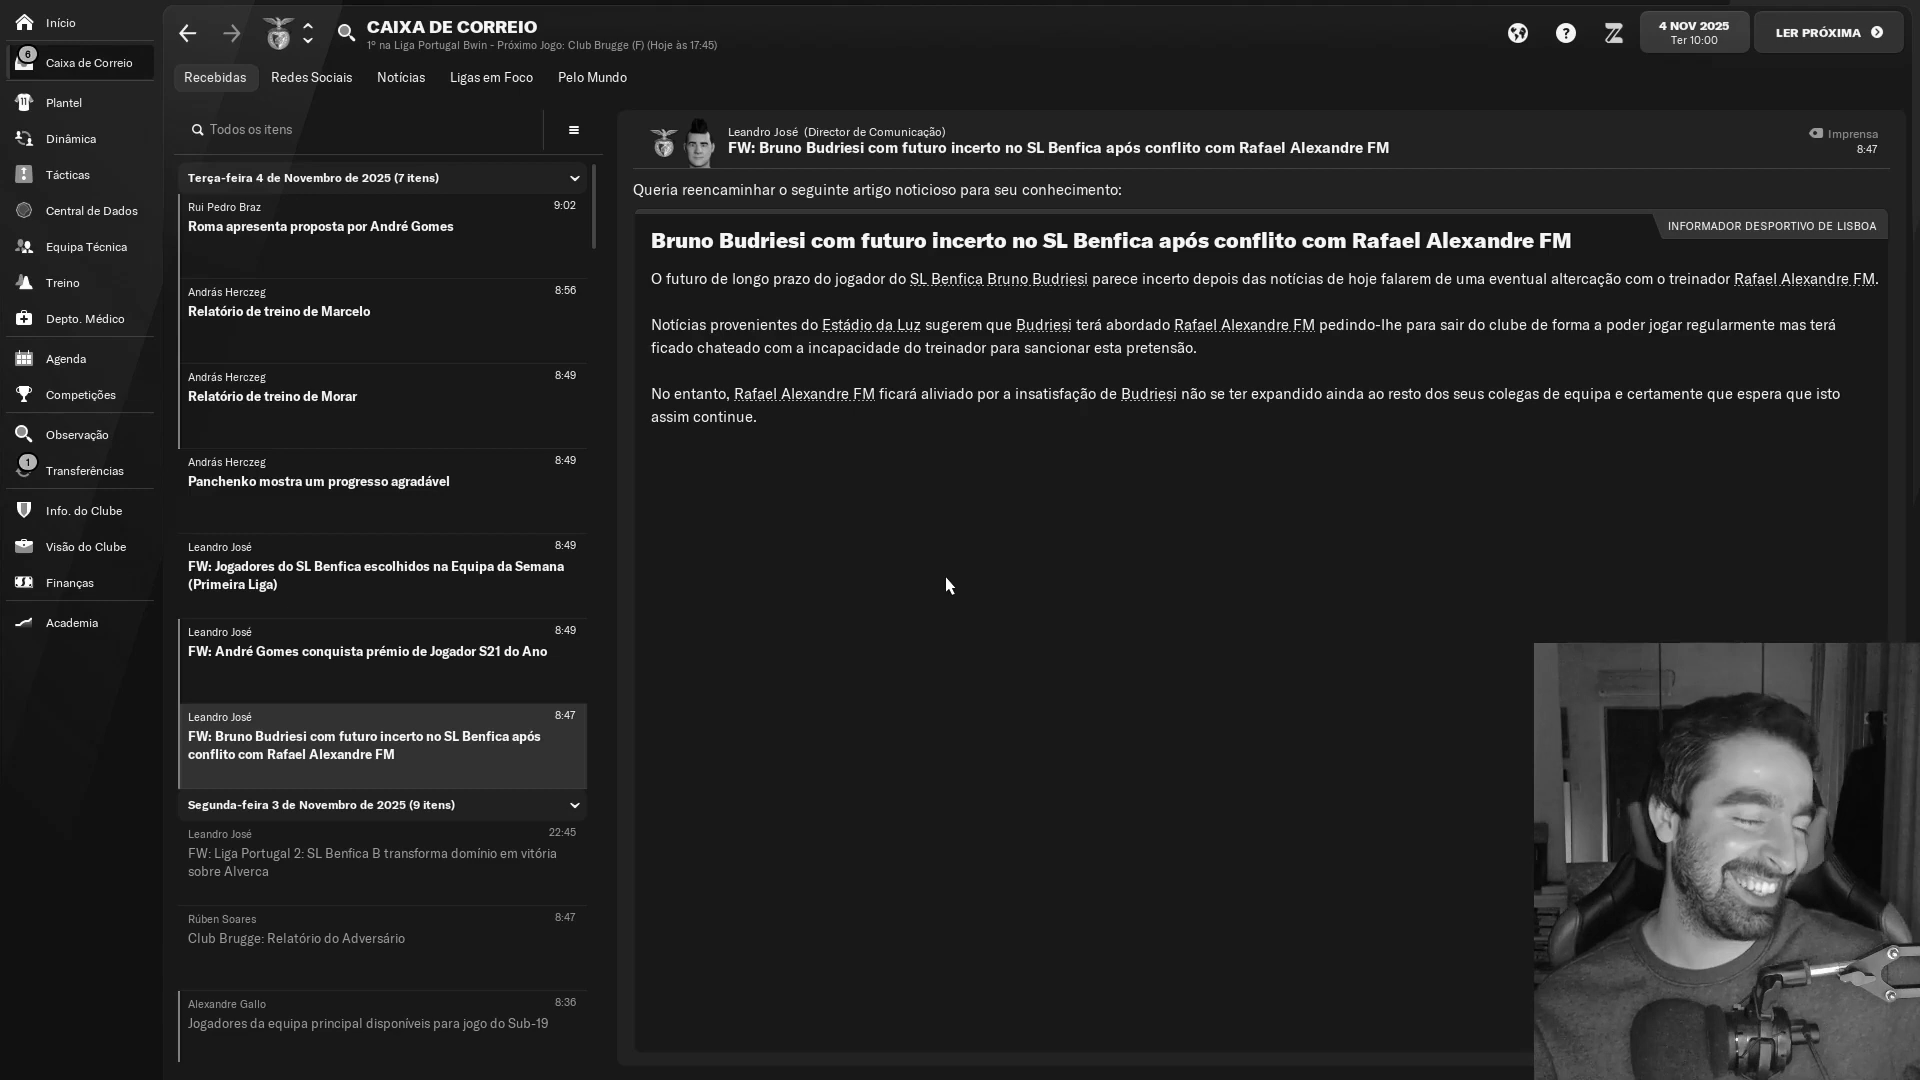 Início
6
Caixa de Correio
11
Plantel
Dinâmica
Tácticas
Central de Dados
Equipa Técnica
Treino
Depto. Médico
Agenda
Competições
Observação
1
Transferências
Info. do Clube
Visão do Clube
Finanças
Academia
CAIXA DE CORREIO
1º na Liga Portugal Bwin - Próximo Jogo: Club Brugge (F) (Hoje às 17:45)
4 NOV 2025
Ter 10:00
LER PRÓXIMA
Recebidas
Redes Sociais
Notícias
Ligas em Foco
Pelo Mundo
Todos os itens
Terça-feira 4 de Novembro de 2025 (7 itens)
Rui Pedro Braz
9:02
Roma apresenta proposta por André Gomes
András Herczeg
8:56
Relatório de treino de Marcelo
András Herczeg
8:49
Relatório de treino de Morar
András Herczeg
8:49
Panchenko mostra um progresso agradável
Leandro José
8:49
FW: Jogadores do SL Benfica escolhidos na Equipa da Semana
(Primeira Liga)
Leandro José
8:49
FW: André Gomes conquista prémio de Jogador S21 do Ano
Leandro José
8:47
FW: Bruno Budriesi com futuro incerto no SL Benfica após
conflito com Rafael Alexandre FM
Segunda-feira 3 de Novembro de 2025 (9 itens)
Leandro José
22:45
FW: Liga Portugal 2: SL Benfica B transforma domínio em vitória
sobre Alverca
Rúben Soares
8:47
Club Brugge: Relatório do Adversário
Alexandre Gallo
8:36
Jogadores da equipa principal disponíveis para jogo do Sub-19
Leandro José (Director de Comunicação)
FW: Bruno Budriesi com futuro incerto no SL Benfica após conflito com Rafael Alexandre FM
Imprensa
8:47
Queria reencaminhar o seguinte artigo noticioso para seu conhecimento:
INFORMADOR DESPORTIVO DE LISBOA
Bruno Budriesi com futuro incerto no SL Benfica após conflito com Rafael Alexandre FM
O futuro de longo prazo do jogador do SL Benfica Bruno Budriesi parece incerto depois das notícias de hoje falarem de uma eventual altercação com o treinador Rafael Alexandre FM.
Notícias provenientes do Estádio da Luz sugerem que Budriesi terá abordado Rafael Alexandre FM pedindo-lhe para sair do clube de forma a poder jogar regularmente mas terá
ficado chateado com a incapacidade do treinador para sancionar esta pretensão.
No entanto, Rafael Alexandre FM ficará aliviado por a insatisfação de Budriesi não se ter expandido ainda ao resto dos seus colegas de equipa e certamente que espera que isto
assim continue.